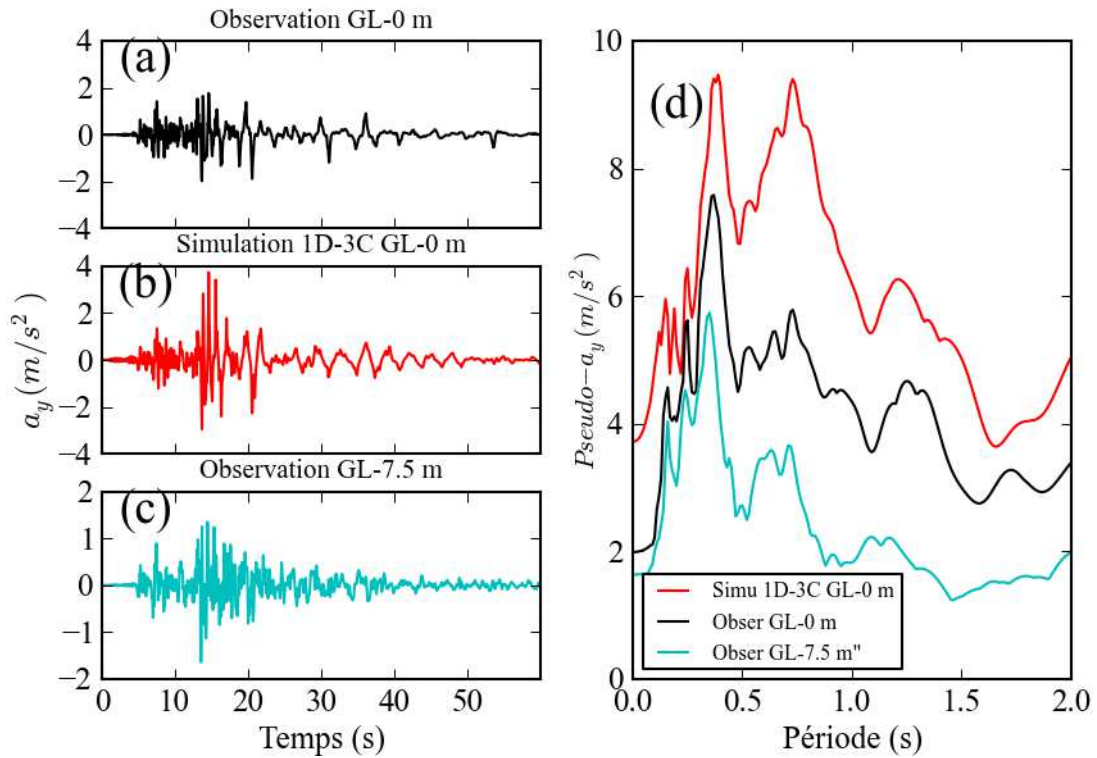 Observation GL-0 m
(a)
4
2
0
−2
−4
Simulation 1D-3C GL-0 m
(b)
4
2
0
−2
−4
a_y (m/s²)
Observation GL-7.5 m
(c)
2
1
0
−1
−2
0 10 20 30 40 50
Temps (s)
(d)
10
8
6
4
2
0
Pseudo−a_y (m/s²)
Simu 1D-3C GL-0 m
Obser GL-0 m
Obser GL-7.5 m"
0.0 0.5 1.0 1.5 2.0
Période (s)